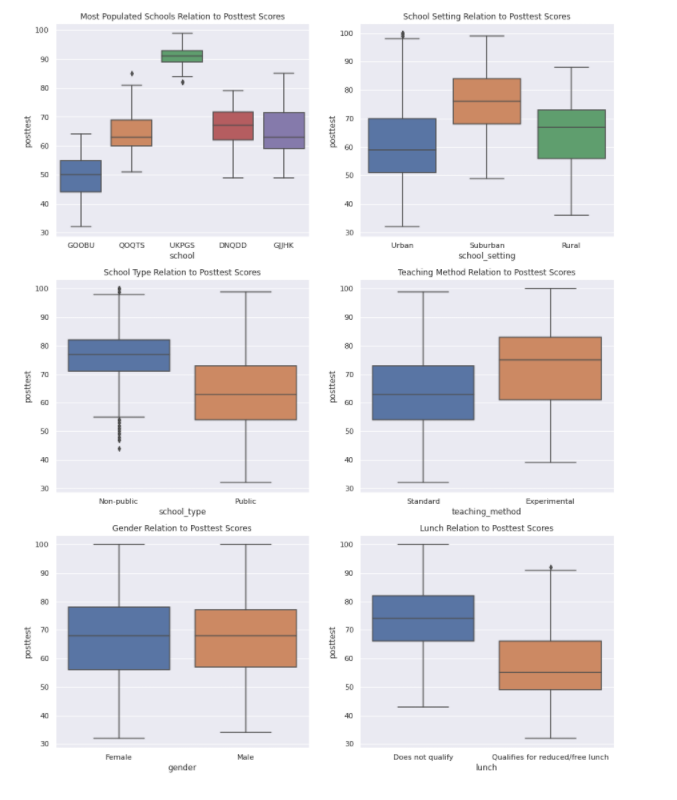 Most Populated Schools Relation to Posttest Scores
100
90
80
70
60
50
40
30
posttest
GOOBU QOQTS UKPGS DNQDD GJJHK
school
School Setting Relation to Posttest Scores
100
90
80
70
60
50
40
30
posttest
Urban Suburban Rural
school_setting
School Type Relation to Posttest Scores
100
90
80
70
60
50
40
30
posttest
Non-public Public
school_type
Teaching Method Relation to Posttest Scores
100
90
80
70
60
50
40
30
posttest
Standard Experimental
teaching_method
Gender Relation to Posttest Scores
100
90
80
70
60
50
40
30
posttest
Female Male
gender
Lunch Relation to Posttest Scores
100
90
80
70
60
50
40
30
posttest
Does not qualify Qualifies for reduced/free lunch
lunch